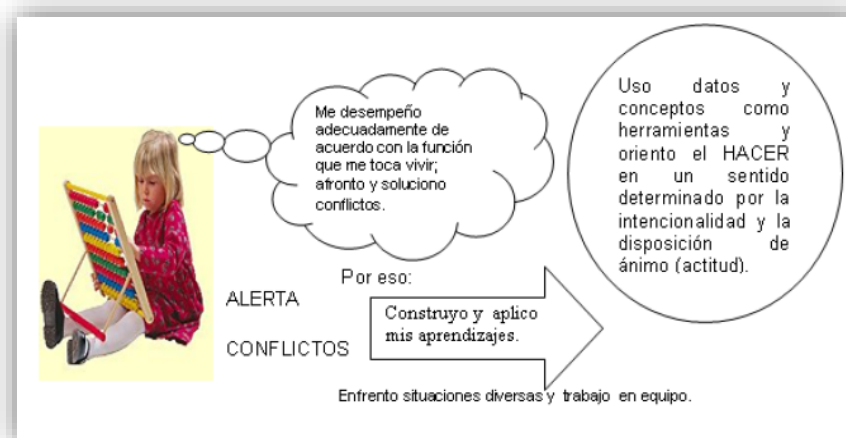 Me desempeño
adecuadamente de
acuerdo con la función
que me toca vivir;
afronto y soluciono
conflictos.
Uso datos y
conceptos como
herramientas y
oriento el HACER
en un sentido
determinado por la
intencionalidad y la
disposición de
ánimo (actitud).
Por eso:
ALERTA
CONFLICTOS
Construyo y aplico
mis aprendizajes.
Enfrento situaciones diversas y trabajo en equipo.